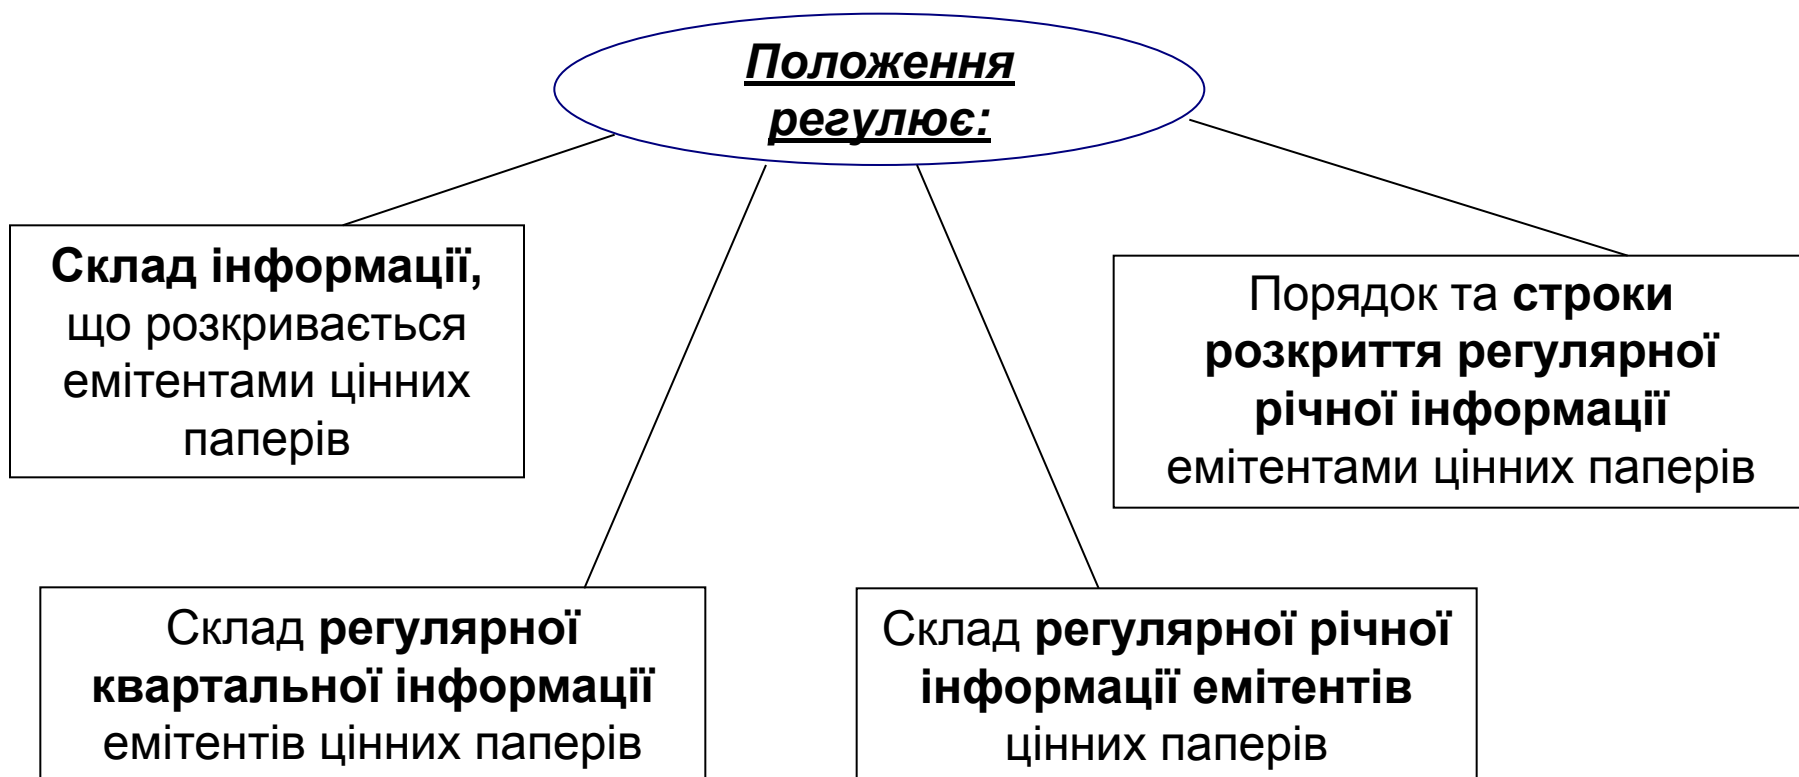 Положення
регулює:
Склад інформації,
що розкривається
емітентами цінних
паперів
Порядок та строки
розкриття регулярної
річної інформації
емітентами цінних паперів
Склад регулярної
квартальної інформації
емітентів цінних паперів
Склад регулярної річної
інформації емітентів
цінних паперів